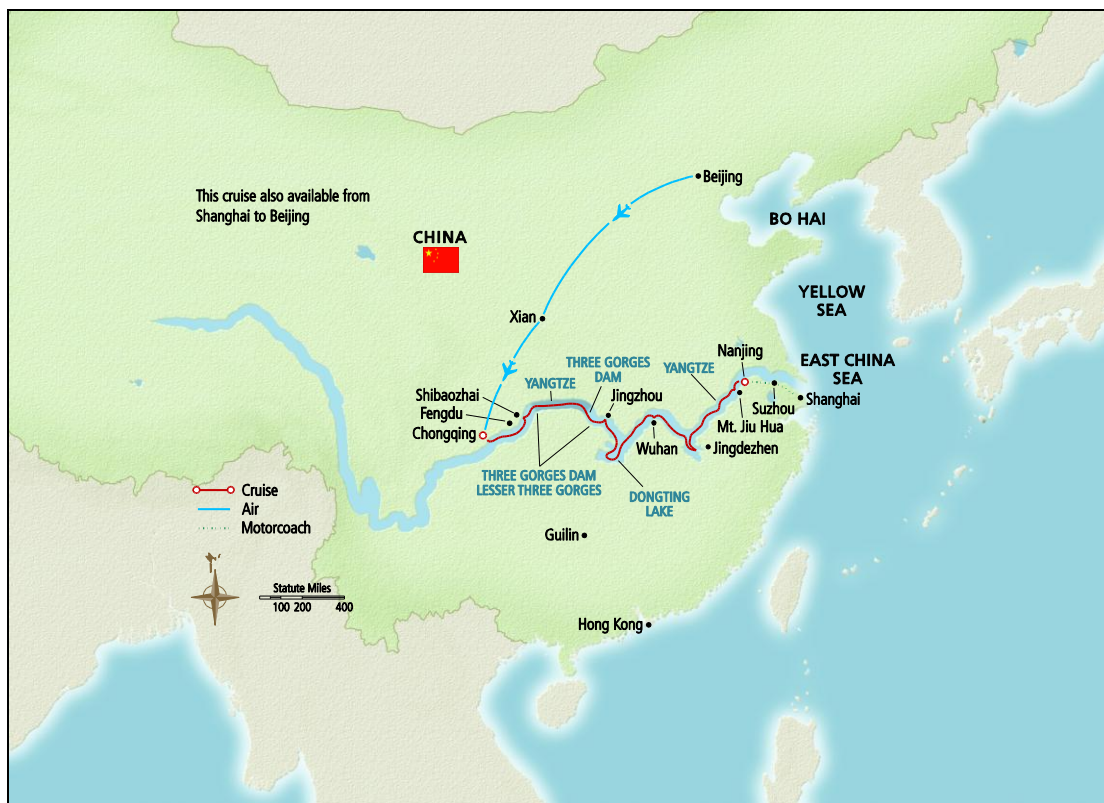 Beijing
This cruise also available from
Shanghai to Beijing
BO HAI
CHINA
YELLOW
SEA
Xian
Nanjing
THREE GORGES
DAM
YANGTZE
EAST CHINA
SEA
YANGTZE
Shibaozhai
Jingzhou
Suzhou
Shanghai
Fengdu
Mt. Jiu Hua
Chongqing
Wuhan
Jingdezhen
THREE GORGES DAM
LESSER THREE GORGES
DONGTING
LAKE
Cruise
Air
Motorcoach
Guilin
Statute Miles
100 200 400
Hong Kong